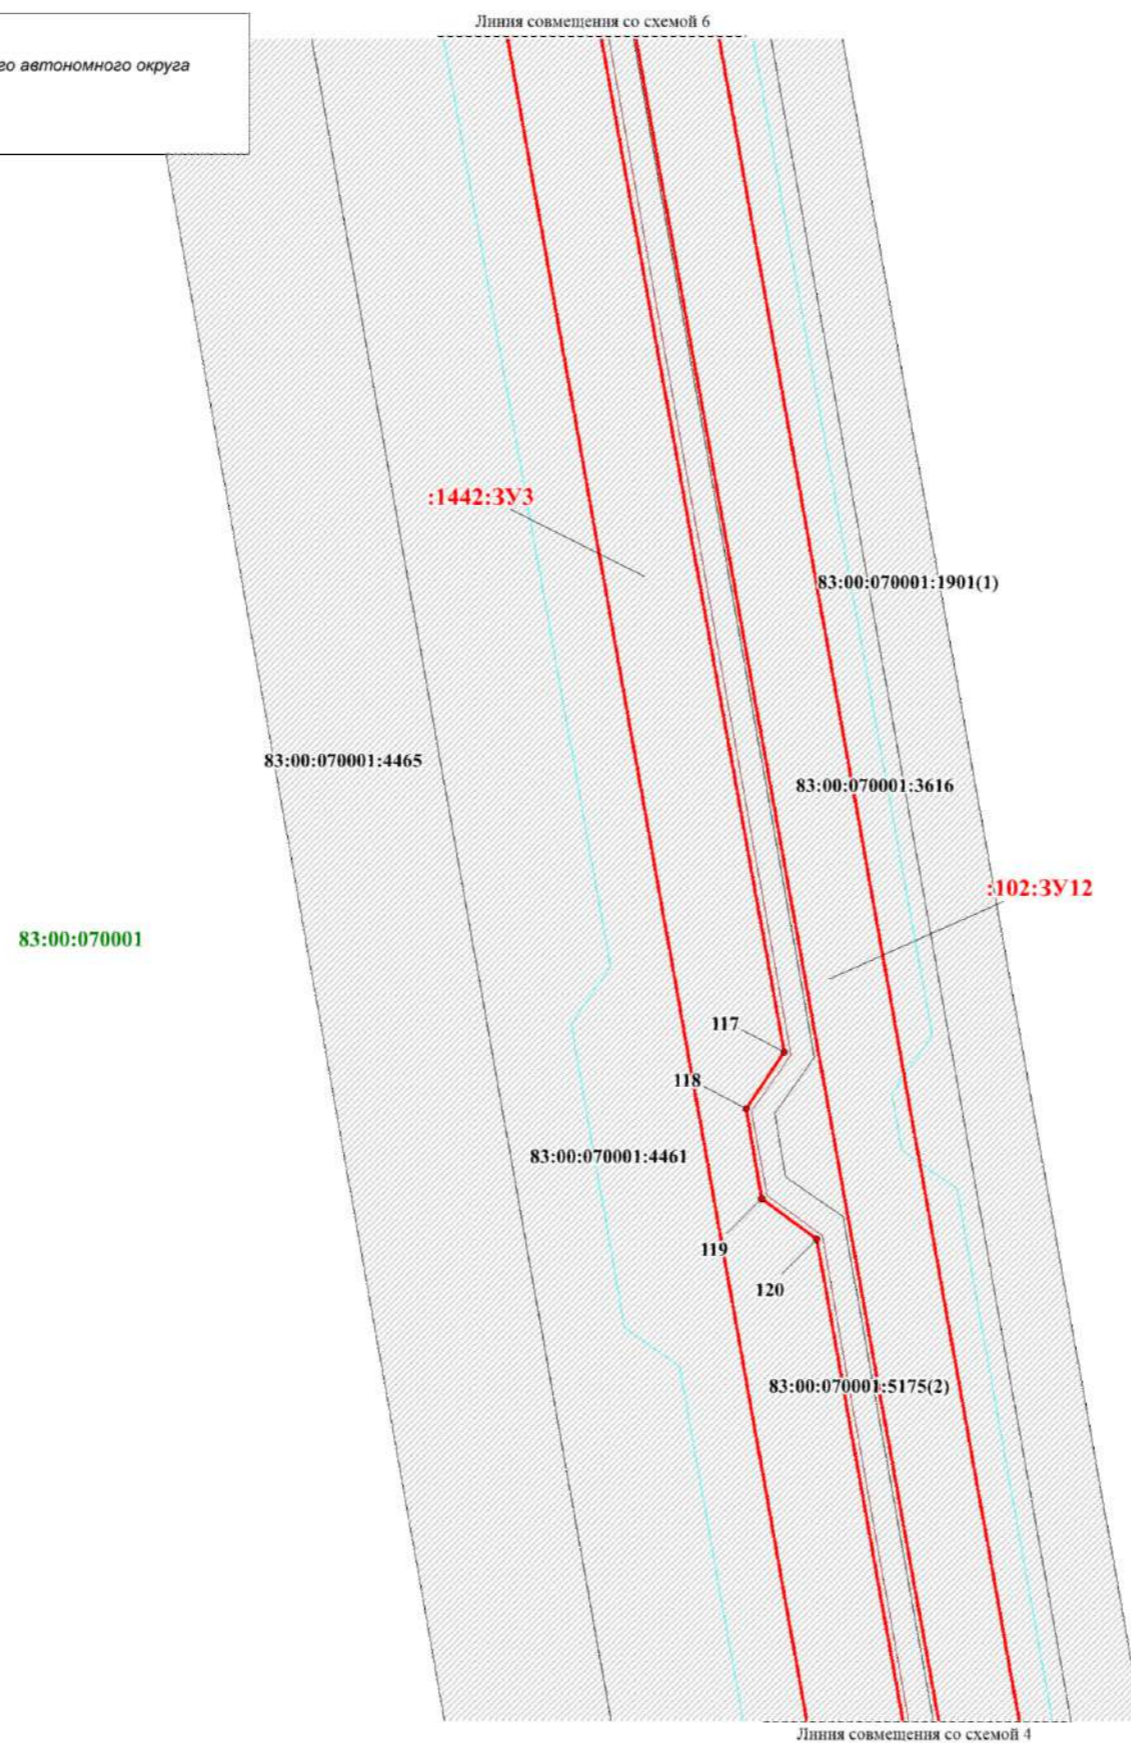 Линия совмещения со схемой 6
го автономного округа
:1442:ЗУ3
83:00:070001:1901(1)
83:00:070001:4465
83:00:070001:3616
:102:ЗУ12
83:00:070001
117
118
83:00:070001:4461
119
120
83:00:070001:5175(2)
Линия совмещения со схемой 4